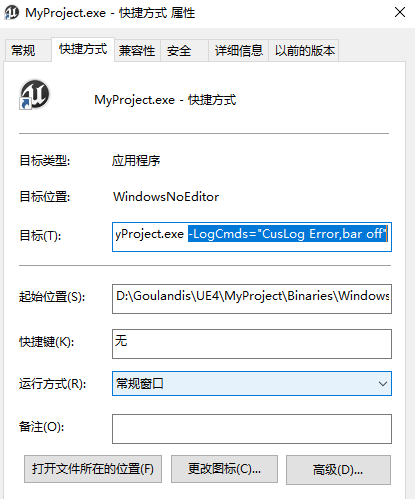 MyProject.exe - 快捷方式 属性
常规 快捷方式 兼容性 安全 详细信息 以前的版本
MyProject.exe - 快捷方式
目标类型: 应用程序
目标位置: WindowsNoEditor
目标(T): yProject.exe -LogCmds="CusLog Error,bar off"
起始位置(S): D:\Goulandis\UE4\MyProject\Binaries\Windows
快捷键(K): 无
运行方式(R): 常规窗口
备注(O):
打开文件所在的位置(F) 更改图标(C)... 高级(D)...